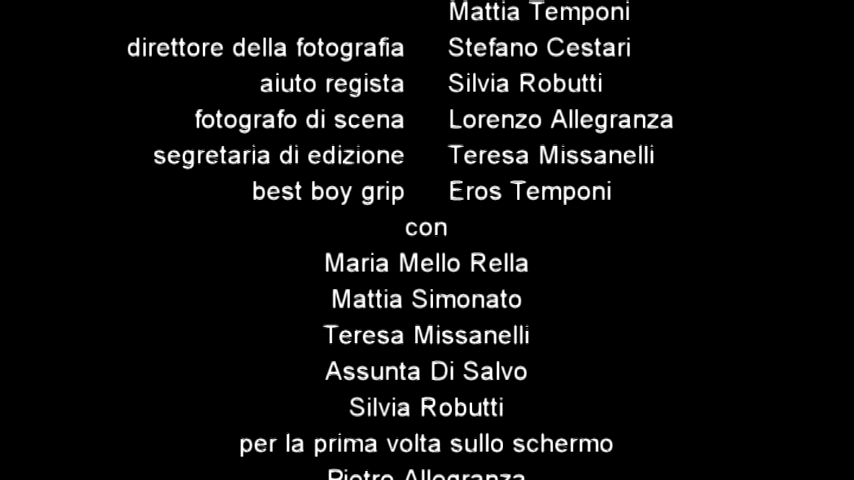 Mattia Temponi
direttore della fotografia Stefano Cestari
aiuto regista Silvia Robutti
fotografo di scena Lorenzo Allegranza
segretaria di edizione Teresa Missanelli
best boy grip Eros Temponi
con
Maria Mello Rella
Mattia Simonato
Teresa Missanelli
Assunta Di Salvo
Silvia Robutti
per la prima volta sullo schermo
Pietro Allegranza